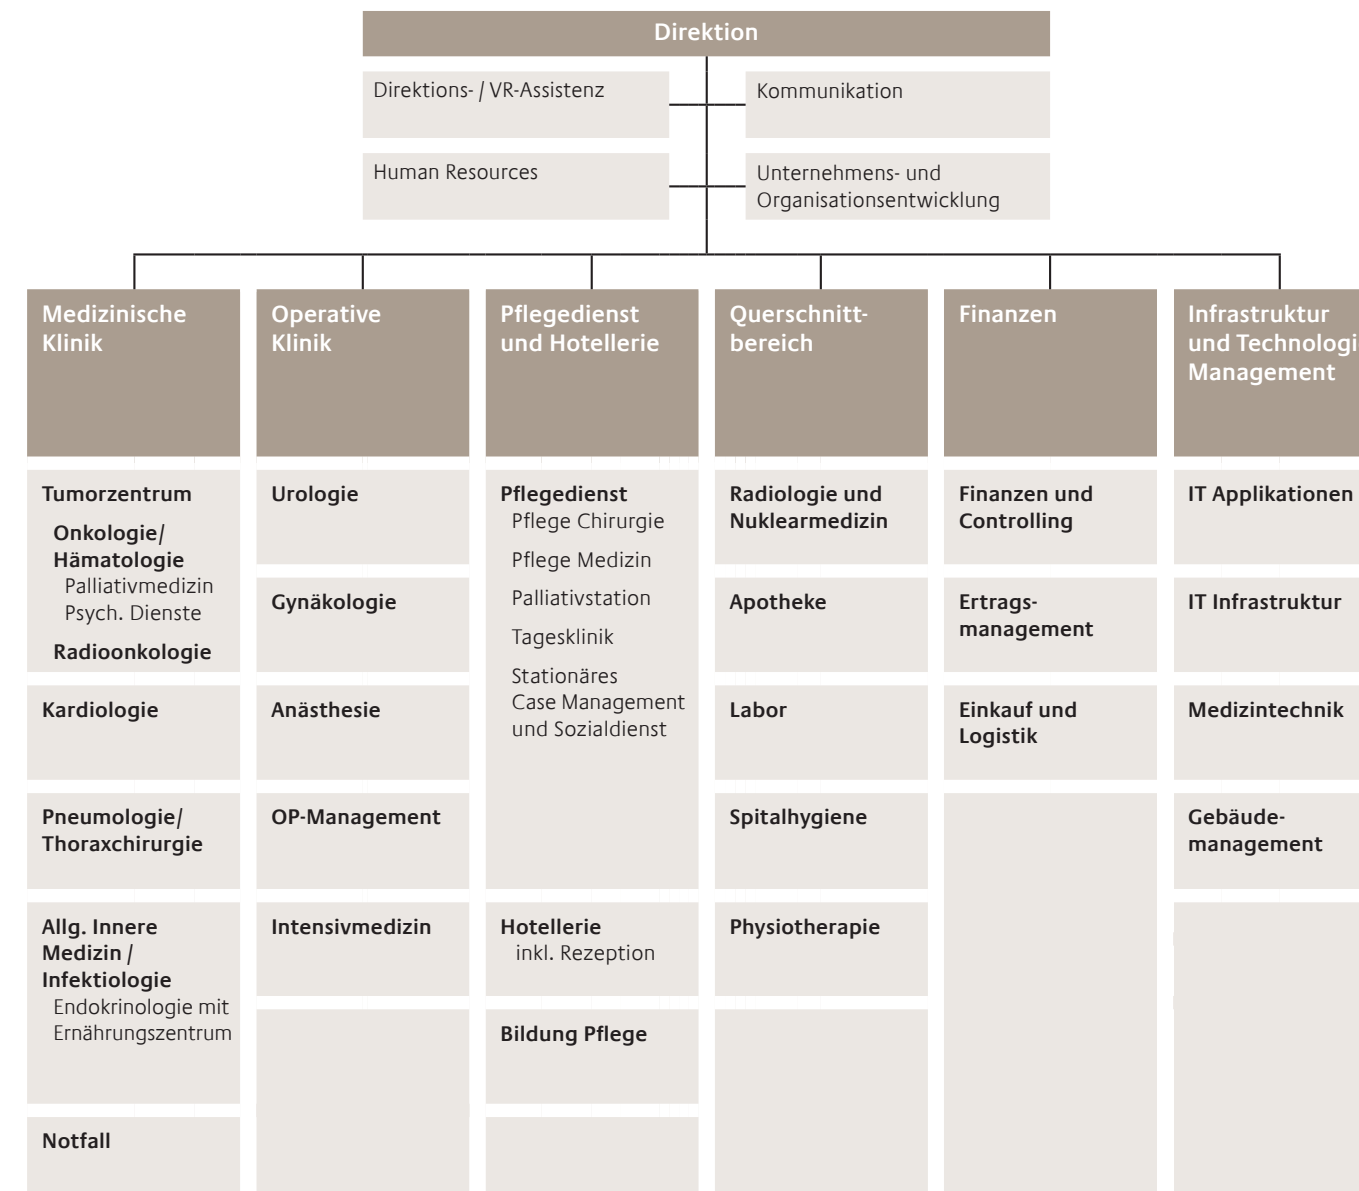 Direktion
Direktions- / VR-Assistenz
Kommunikation
Human Resources
Unternehmens- und
Organisationsentwicklung
Medizinische
Klinik
Operative
Klinik
Pflegedienst
und Hotellerie
Querschnitt-
bereich
Finanzen
Infrastruktur
und Technologi
Management
Tumorzentrum
Onkologie/
Hämatologie
Palliativmedizin
Psych. Dienste
Radioonkologie
Kardiologie
Pneumologie/
Thoraxchirurgie
Allg. Innere
Medizin /
Infektiologie
Endokrinologie mit
Ernährungszentrum
Notfall
Urologie
Gynäkologie
Anästhesie
OP-Management
Intensivmedizin
Pflegedienst
Pflege Chirurgie
Pflege Medizin
Palliativstation
Tagesklinik
Stationäres
Case Management
und Sozialdienst
Hotellerie
inkl. Rezeption
Bildung Pflege
Radiologie und
Nuklearmedizin
Apotheke
Labor
Spitalhygiene
Physiotherapie
Finanzen und
Controlling
Ertrags-
management
Einkauf und
Logistik
IT Applikationen
IT Infrastruktur
Medizintechnik
Gebäude-
management